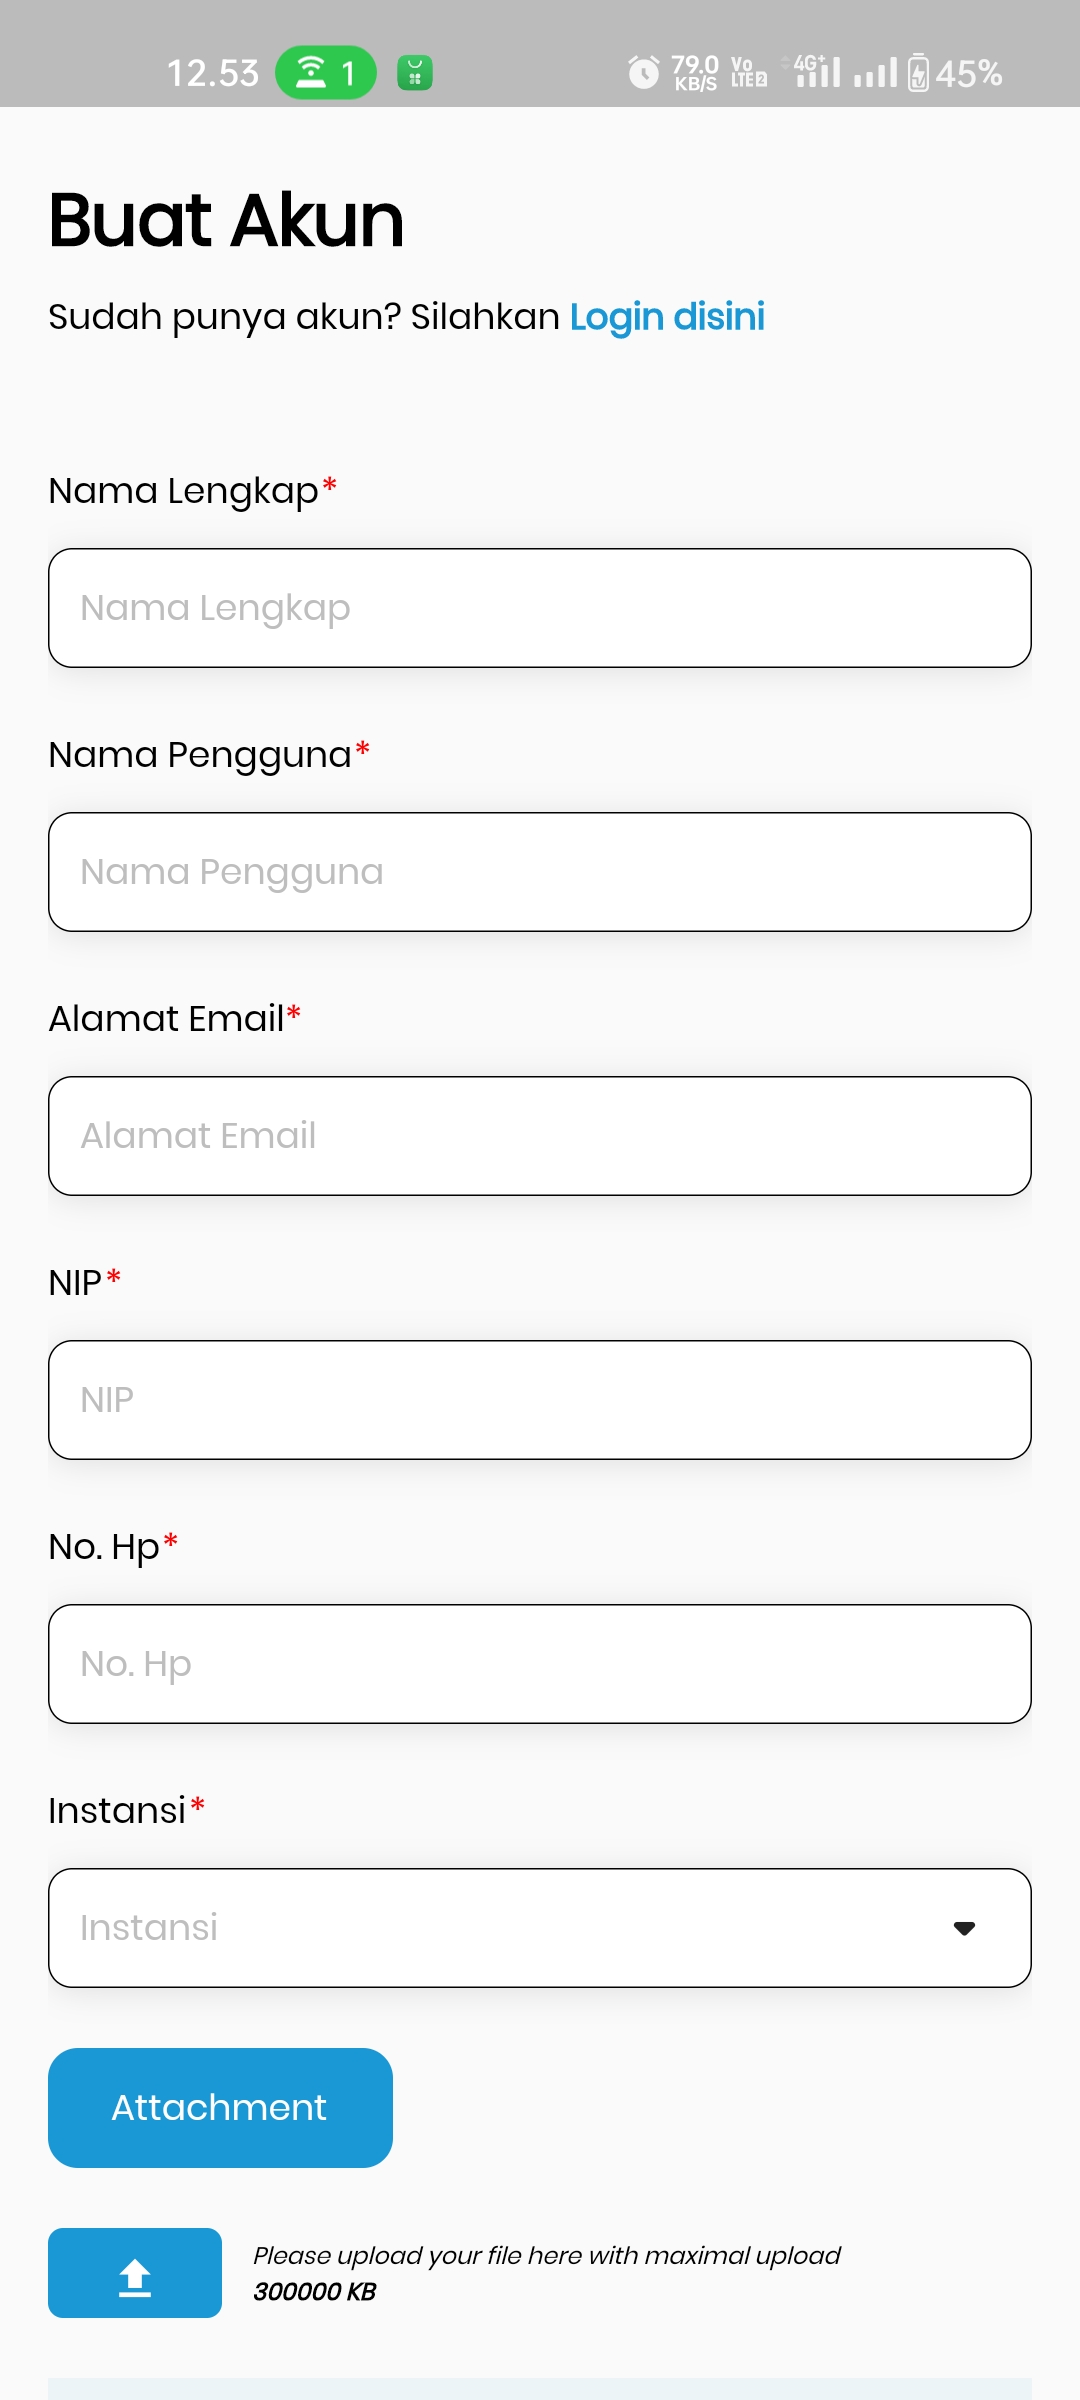 12.53 1 79.0 KB/S Vo LTE2 4G+ 45%
Buat Akun
Sudah punya akun? Silahkan Login disini
Nama Lengkap*
Nama Lengkap
Nama Pengguna*
Nama Pengguna
Alamat Email*
Alamat Email
NIP*
NIP
No. Hp*
No. Hp
Instansi*
Instansi
Attachment
Please upload your file here with maximal upload
300000 KB